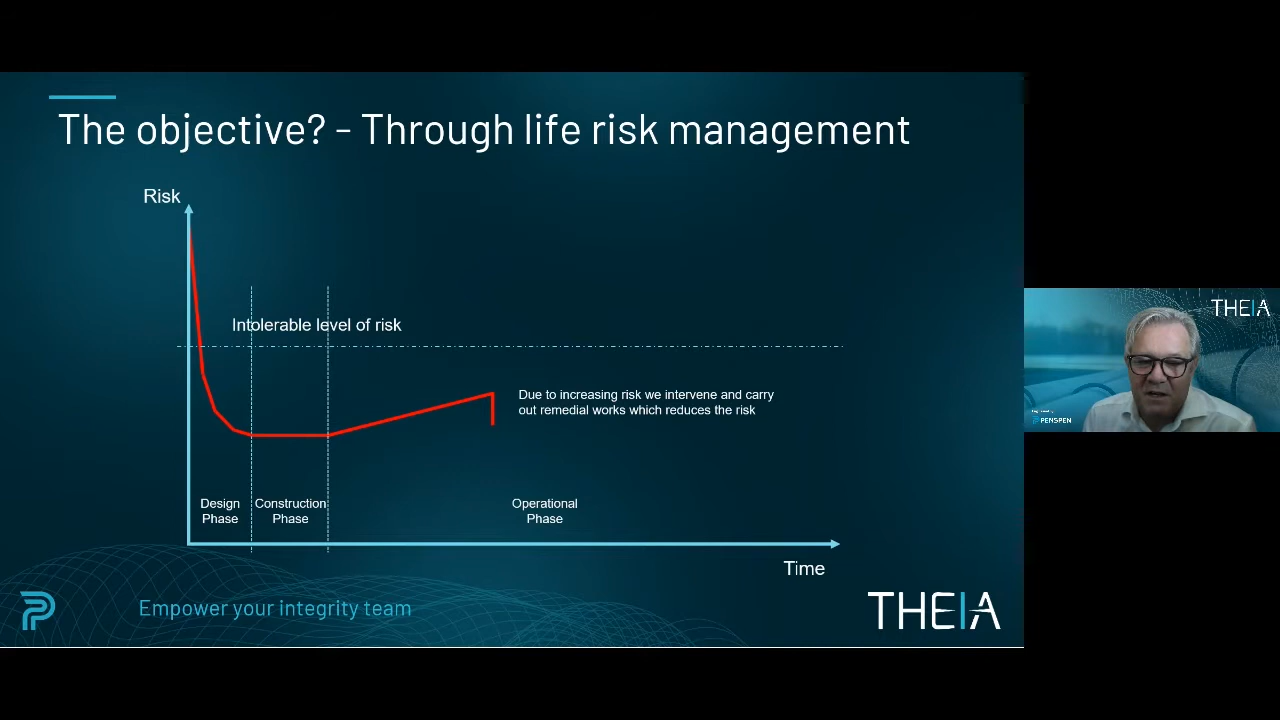 The objective? - Through life risk management
Risk
Intolerable level of risk
Due to increasing risk we intervene and carry
out remedial works which reduces the risk
Design
Phase
Construction
Phase
Operational
Phase
Time
Empower your integrity team
THEIA
THEIA
PENSPEN